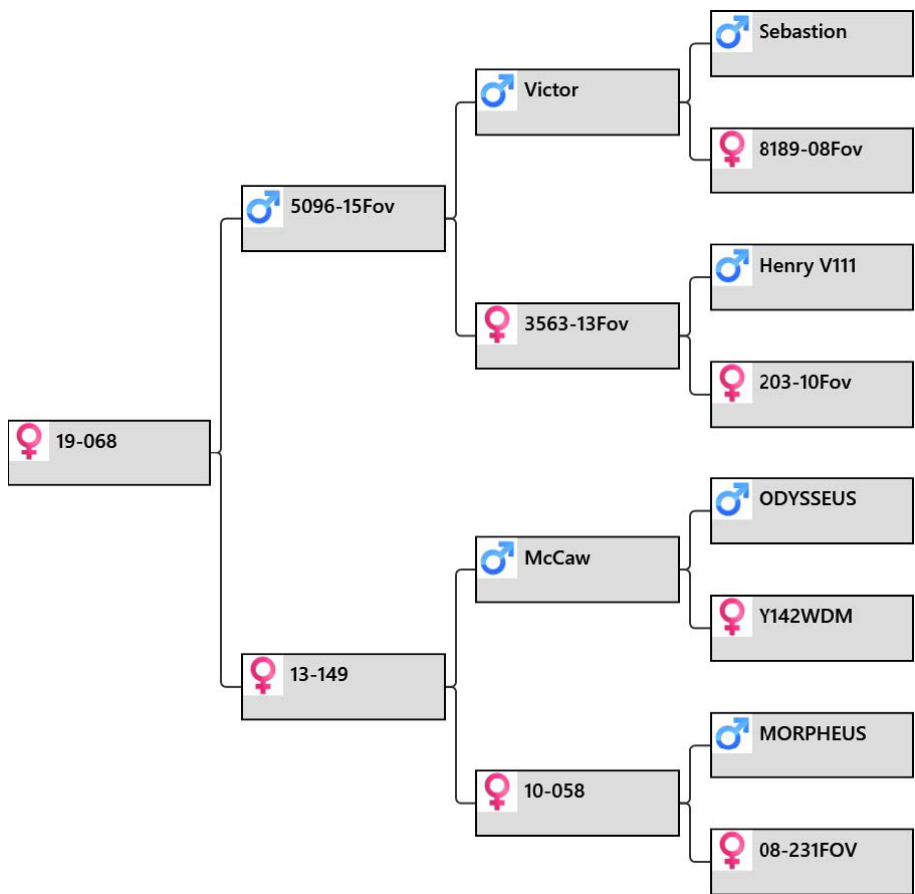 Sebastion
Victor
8189-08Fov
5096-15Fov
Henry V111
3563-13Fov
203-10Fov
19-068
ODYSSEUS
McCaw
Y142WDM
13-149
MORPHEUS
10-058
08-231FOV